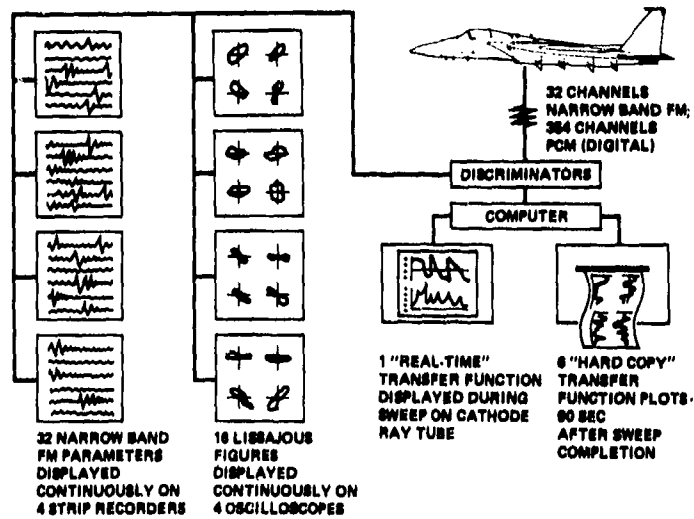 32 CHANNELS
NARROW BAND FM;
384 CHANNELS
PCM (DIGITAL)
DISCRIMINATORS
COMPUTER
1 "REAL-TIME"
TRANSFER FUNCTION
DISPLAYED DURING
SWEEP ON CATHODE
RAY TUBE
6 "HARD COPY"
TRANSFER
FUNCTION PLOTS-
90 SEC
AFTER SWEEP
COMPLETION
32 NARROW BAND
FM PARAMETERS
DISPLAYED
CONTINUOUSLY ON
4 STRIP RECORDERS
16 LISSAJOUS
FIGURES
DISPLAYED
CONTINUOUSLY ON
4 OSCILLOSCOPES